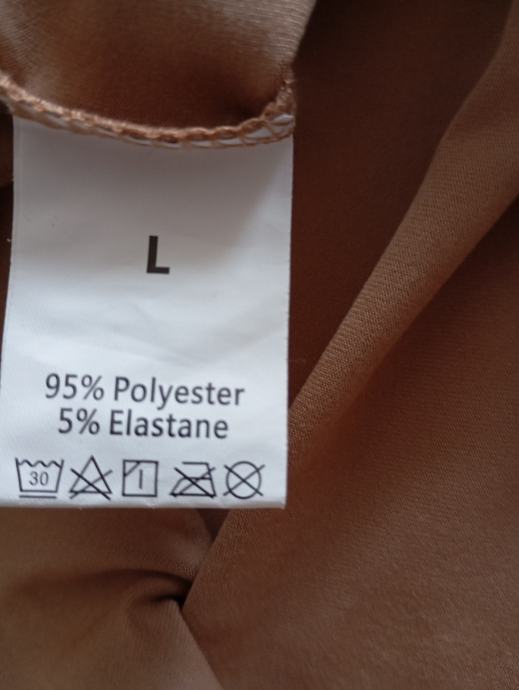 L
95% Polyester
5% Elastane
30